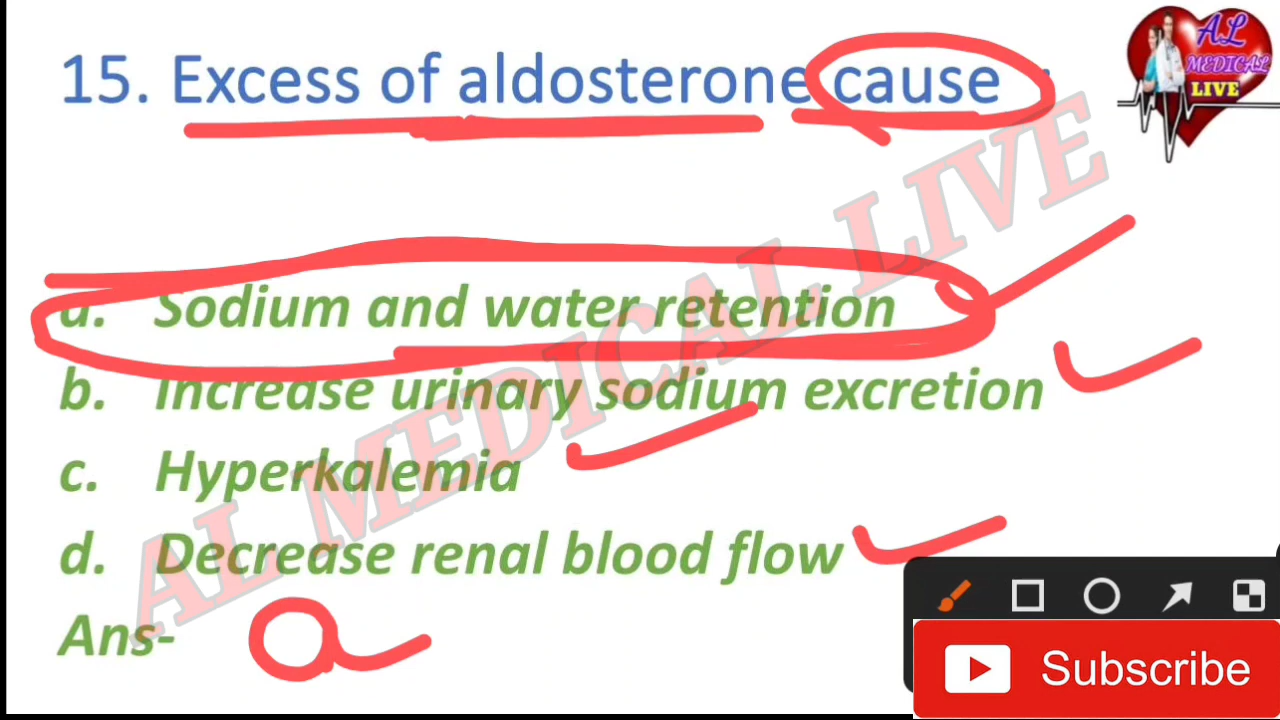 15. Excess of aldosterone cause :
AL
MEDICAL
LIVE
a. Sodium and water retention
b. Increase urinary sodium excretion
c. Hyperkalemia
d. Decrease renal blood flow
Ans- a
AL MEDICAL LIVE
Subscribe